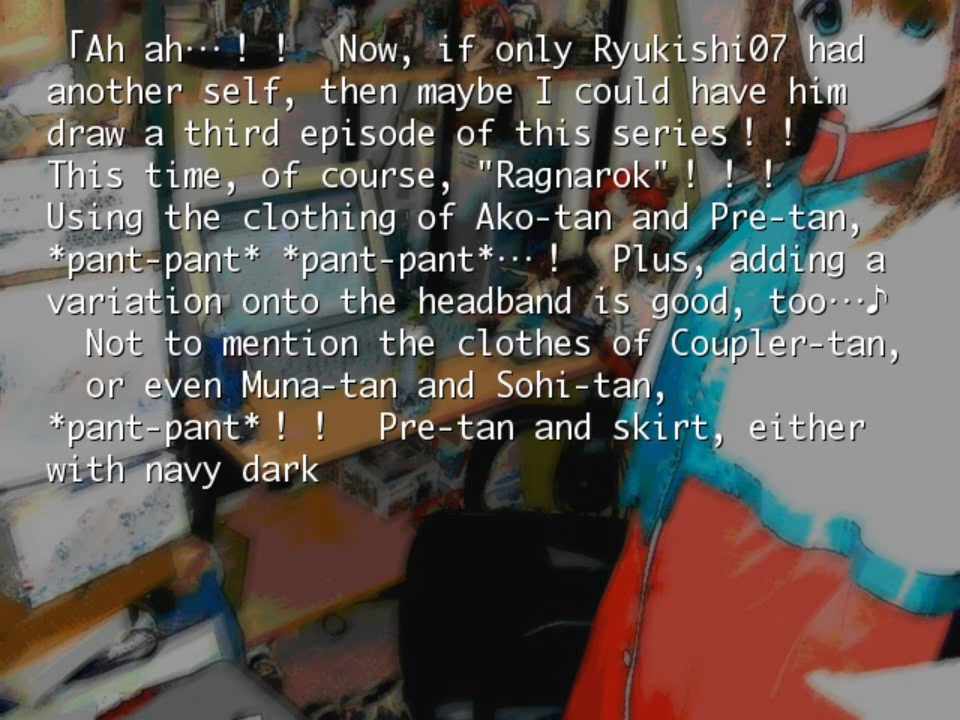 「Ah ah…！！　Now, if only Ryukishi07 had
another self, then maybe I could have him
draw a third episode of this series！！
This time, of course, "Ragnarok"！！！
Using the clothing of Ako-tan and Pre-tan,
*pant-pant* *pant-pant*…！　Plus, adding a
variation onto the headband is good, too…♪
Not to mention the clothes of Coupler-tan,
or even Muna-tan and Sohi-tan,
*pant-pant*！！　Pre-tan and skirt, either
with navy dark